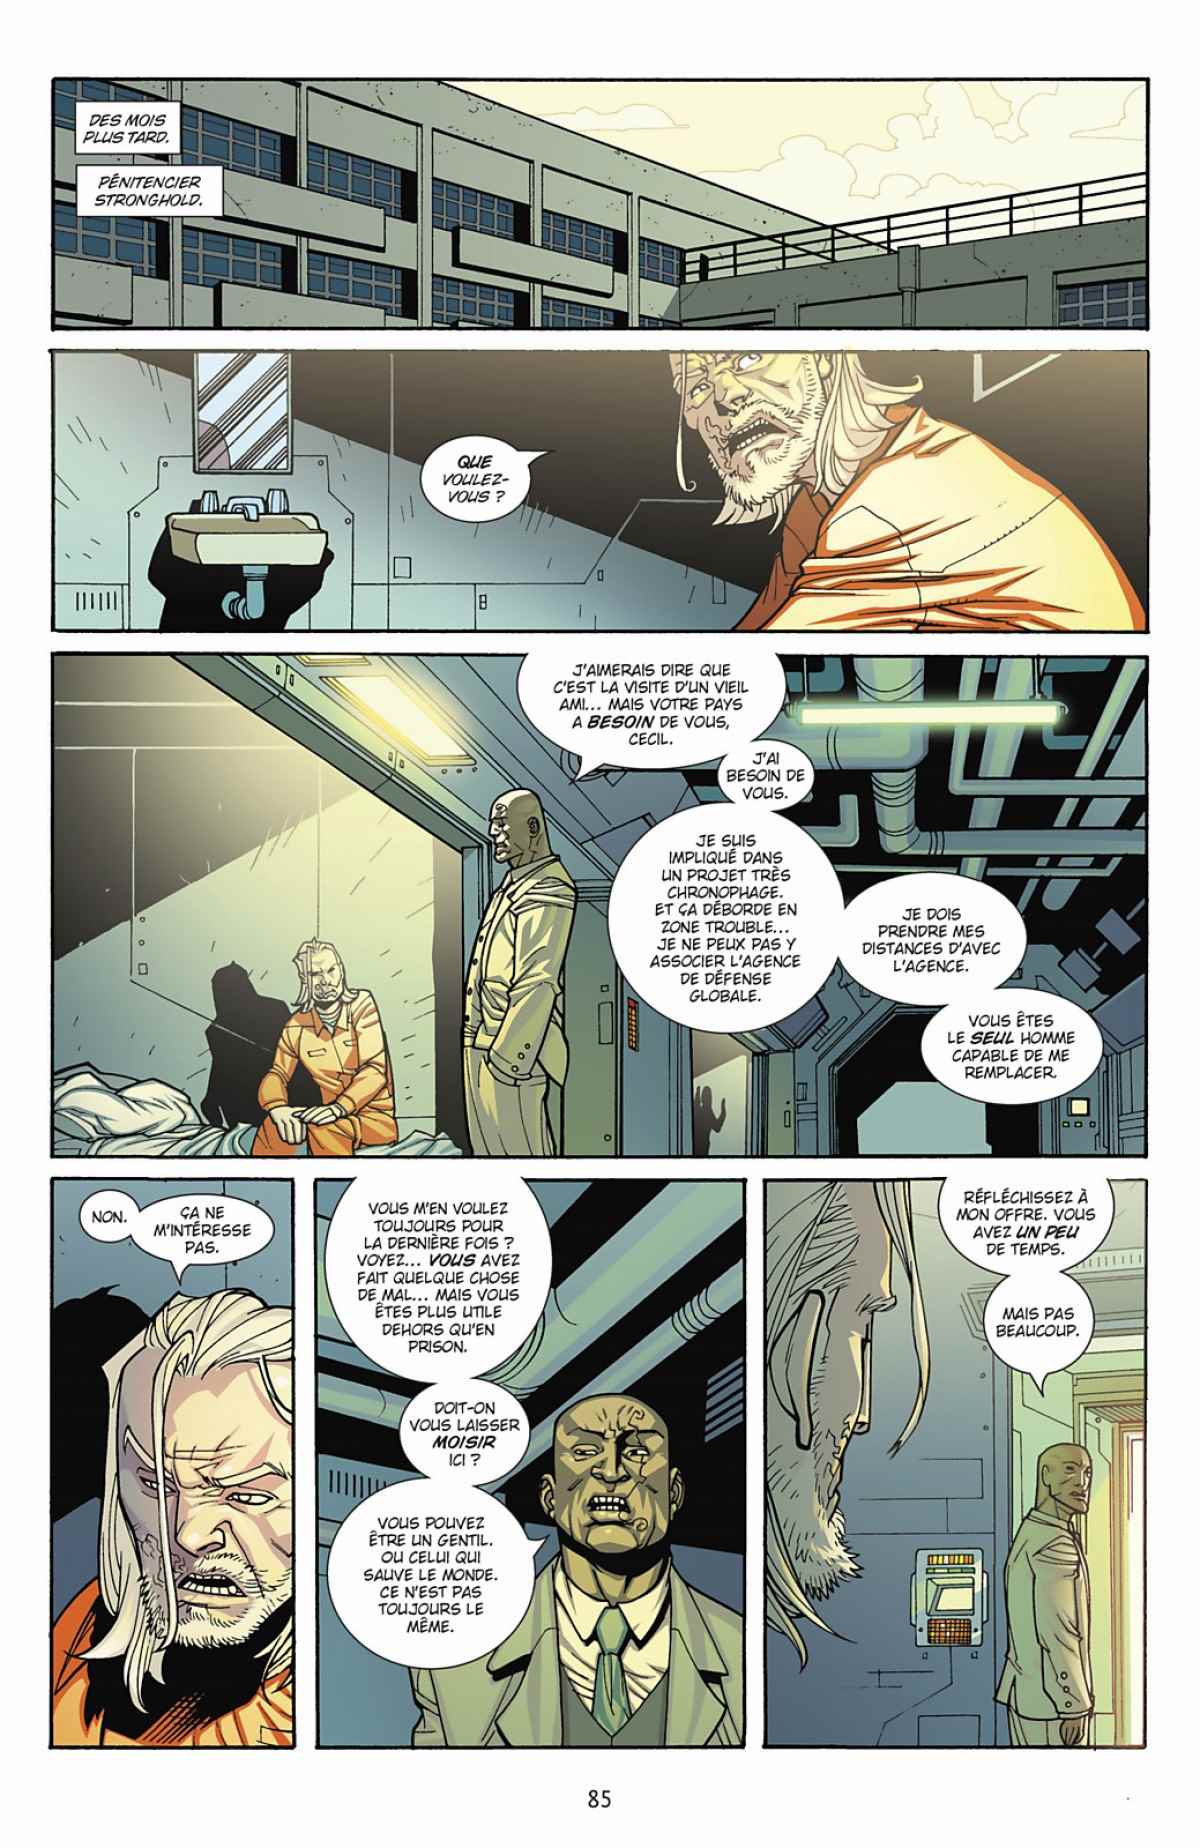 DES MOIS
PLUS TARD.
PÉNITENCIER
STRONGHOLD.
QUE
VOULEZ-
VOUS ?
J'AIMERAIS DIRE QUE
C'EST LA VISITE D'UN VIEIL
AMI... MAIS VOTRE PAYS
A BESOIN DE VOUS,
CECIL.
J'AI
BESOIN DE
VOUS.
JE SUIS
IMPLIQUÉ DANS
UN PROJET TRÈS
CHRONOPHAGE.
ET ÇA DÉBORDE EN
ZONE TROUBLE...
JE NE PEUX PAS Y
ASSOCIER L'AGENCE
DE DÉFENSE
GLOBALE.
JE DOIS
PRENDRE MES
DISTANCES D'AVEC
L'AGENCE.
VOUS ÊTES
LE SEUL HOMME
CAPABLE DE ME
REMPLACER.
NON.
ÇA NE
M'INTÉRESSE
PAS.
VOUS M'EN VOULEZ
TOUJOURS POUR
LA DERNIÈRE FOIS ?
VOYEZ... VOUS AVEZ
FAIT QUELQUE CHOSE
DE MAL... MAIS VOUS
ÊTES PLUS UTILE
DEHORS QU'EN
PRISON.
DOIT-ON
VOUS LAISSER
MOISIR
ICI ?
VOUS POUVEZ
ÊTRE UN GENTIL.
OU CELUI QUI
SAUVE LE MONDE.
CE N'EST PAS
TOUJOURS LE
MÊME.
RÉFLÉCHISSEZ À
MON OFFRE. VOUS
AVEZ UN PEU
DE TEMPS.
MAIS PAS
BEAUCOUP.
85